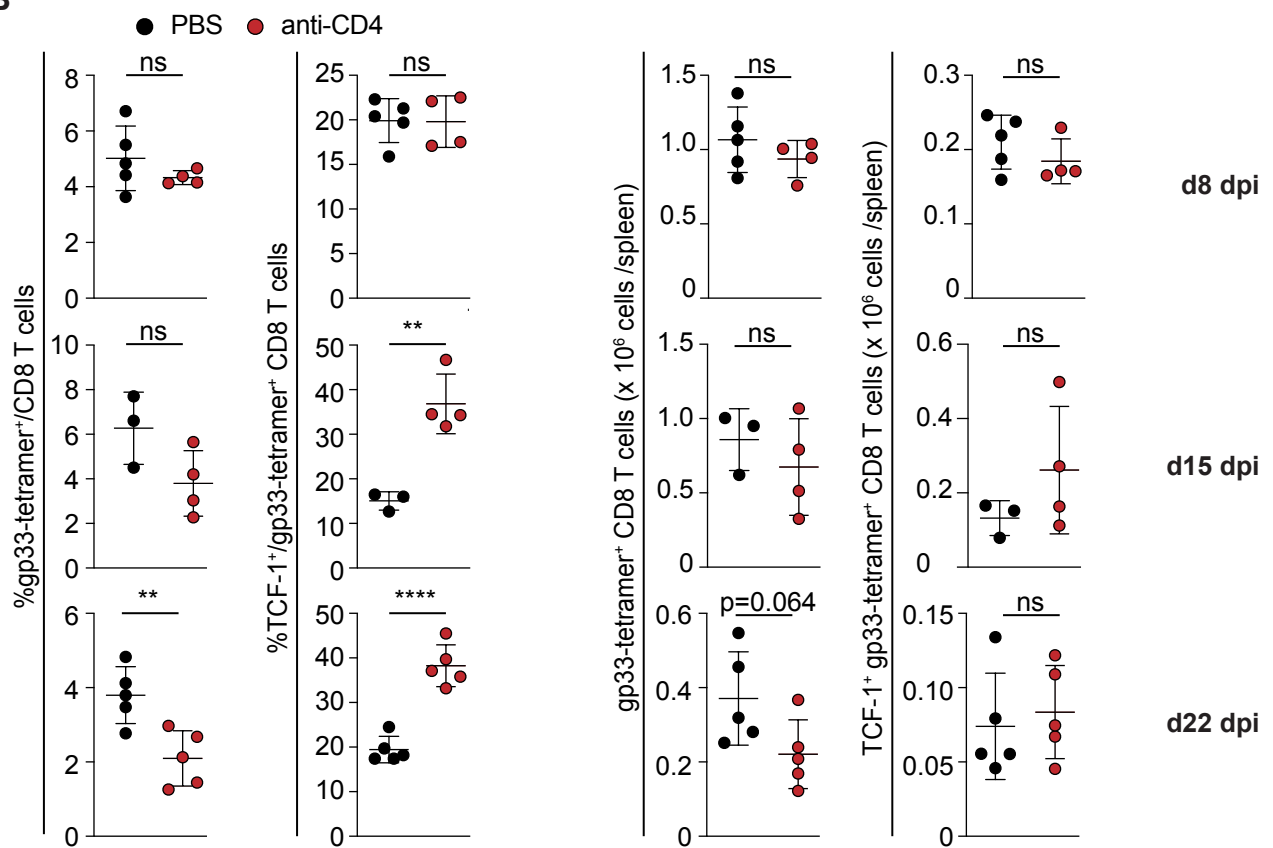 PBS anti-CD4
%gp33-tetramer⁺/CD8 T cells
%TCF-1⁺/gp33-tetramer⁺ CD8 T cells
gp33-tetramer⁺ CD8 T cells (x 10⁶ cells /spleen)
TCF-1⁺ gp33-tetramer⁺ CD8 T cells (x 10⁶ cells /spleen)
ns ns ns ns
8 25 1.5 0.3
6 20 1.0 0.2
4 15 0.5 0.1
2 10 0 0
0 5
0
d8 dpi
ns ** ns ns
10 50 1.5 0.6
8 40 1.0 0.4
6 30 0.5 0.2
4 20 0 0
2 10
0 0
d15 dpi
** **** p=0.064 ns
6 50 0.6 0.15
4 40 0.4 0.10
2 30 0.2 0.05
0 20 0 0
10
0
d22 dpi